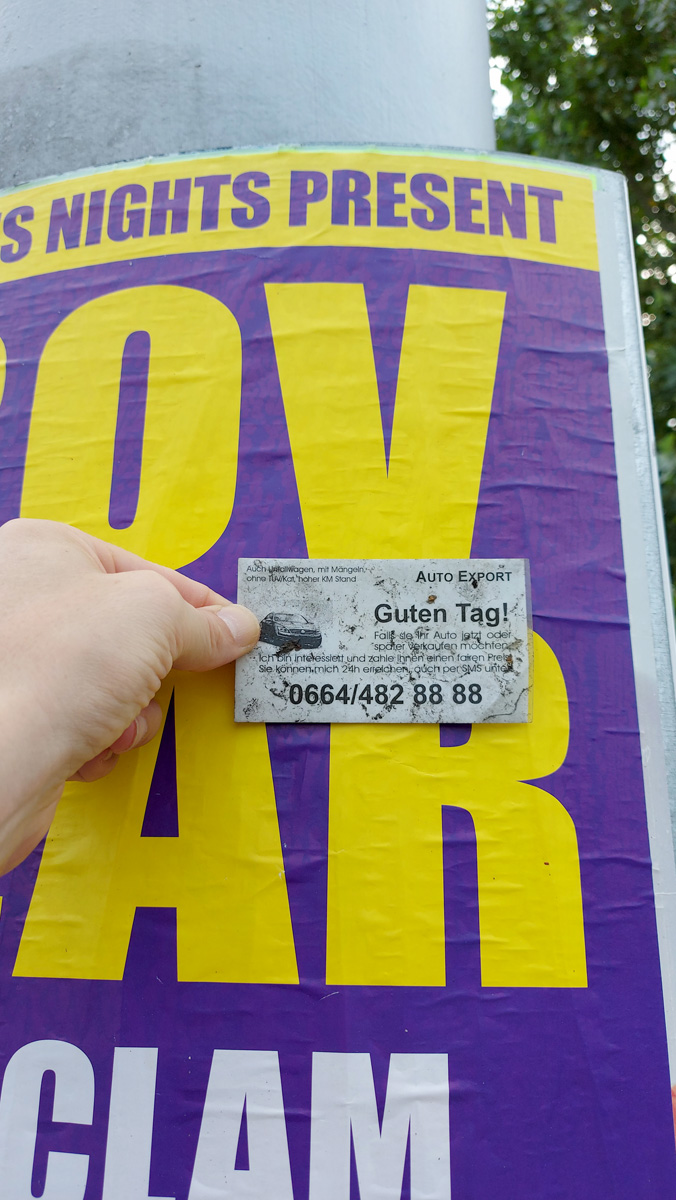 'S NIGHTS PRESENT
OV
Auch Unfallwagen, mit Mängeln,
ohne TÜV/Kat, hoher KM Stand
AUTO EXPORT
Guten Tag!
Falls sie Ihr Auto jetzt oder
später verkaufen möchten,
Ich bin interessiert und zahle Ihnen einen fairen Preis
Sie können mich 24h erreichen, auch per SMS unter
0664/482 88 88
AR
CLAM